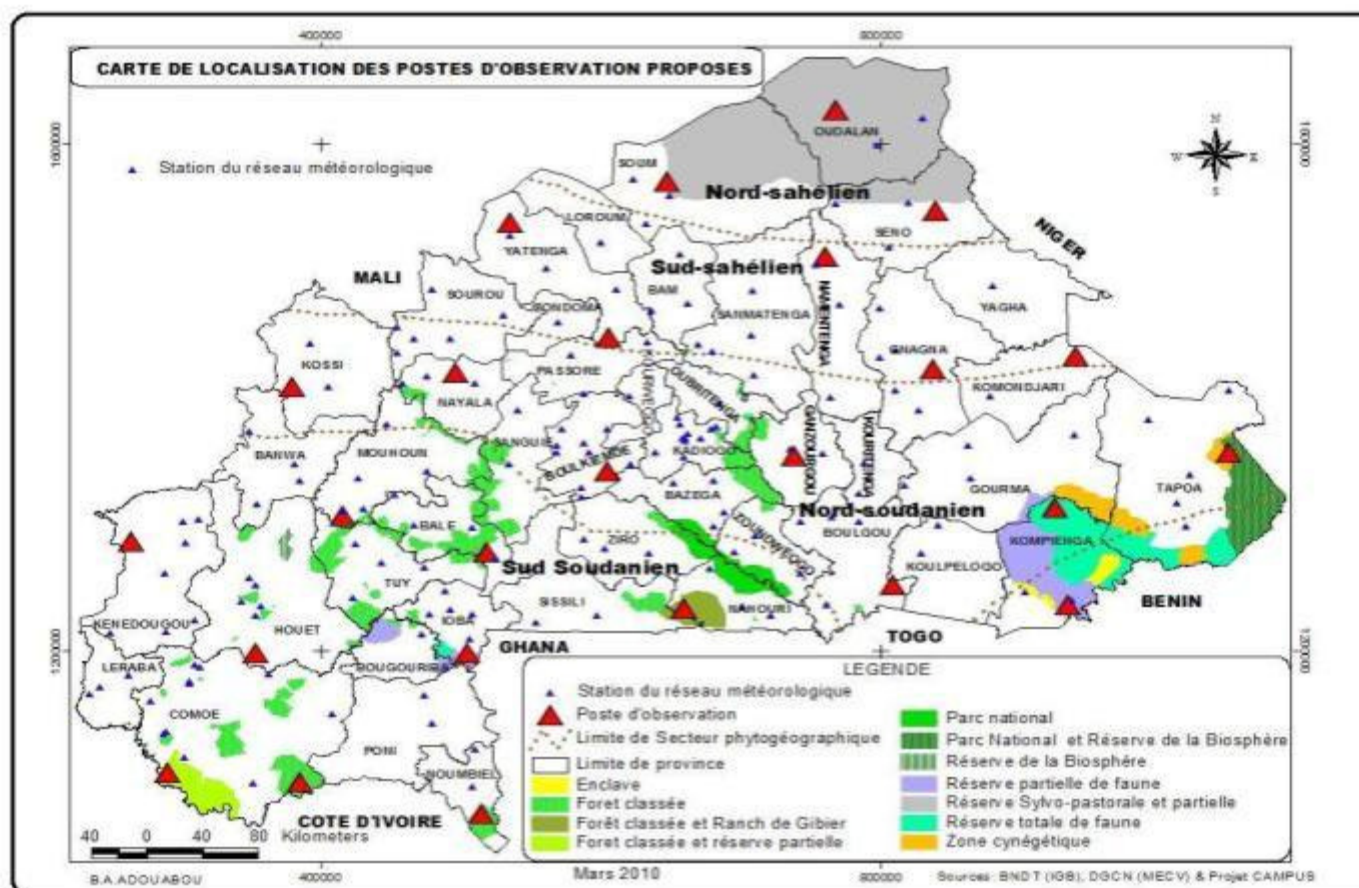 400000
800000
CARTE DE LOCALISATION DES POSTES D'OBSERVATION PROPOSES
1600000
1600000
Station du réseau météorologique
N
W
S
OUDALAN
SOUM
Nord-sahélien
LOROUM
SENO
NIGER
YATENGA
MALI
Sud-sahélien
SOUROU
BAM
YAGHA
SANMATENGA
NAMENTENGA
ZONDOMA
KOSSI
GNAGNA
PASSORE
KOURWEOGO
OUBRITENGA
KOMONDJARI
NAYALA
GANZOURGOU
KOURITENGA
SANGUIE
BANWA
MOUHOUN
BOULKIEMDE
KADIOGO
BAZEGA
GOURMA
TAPOA
Nord-soudanien
BALE
ZIRO
ZOUNDWEOGO
BOULGOU
KOMPIENGA
KOULPELOGO
Sud Soudanien
TUY
SISSILI
NAHOURI
BENIN
IOBA
KENEDOUGOU
HOUET
TOGO
GHANA
LERABA
BOUGOURIBA
COMOE
PONI
NOUMBIEL
COTE D'IVOIRE
120000
120000
LEGENDE
Station du réseau météorologique
Poste d'observation
Limite de Secteur phytogéographique
Limite de province
Enclave
Foret classée
Forêt classée et Ranch de Gibier
Foret classée et réserve partielle
Parc national
Parc National et Réserve de la Biosphère
Réserve de la Biosphère
Réserve partielle de faune
Réserve Sylvo-pastorale et partielle
Réserve totale de faune
Zone cynégétique
40 0 40 80 Kilometers
B.A.ADOUABOU
400000
Mars 2010
800000
Sources: BNDT (IGB), DGCN (MECV) & Projet CAMPUS